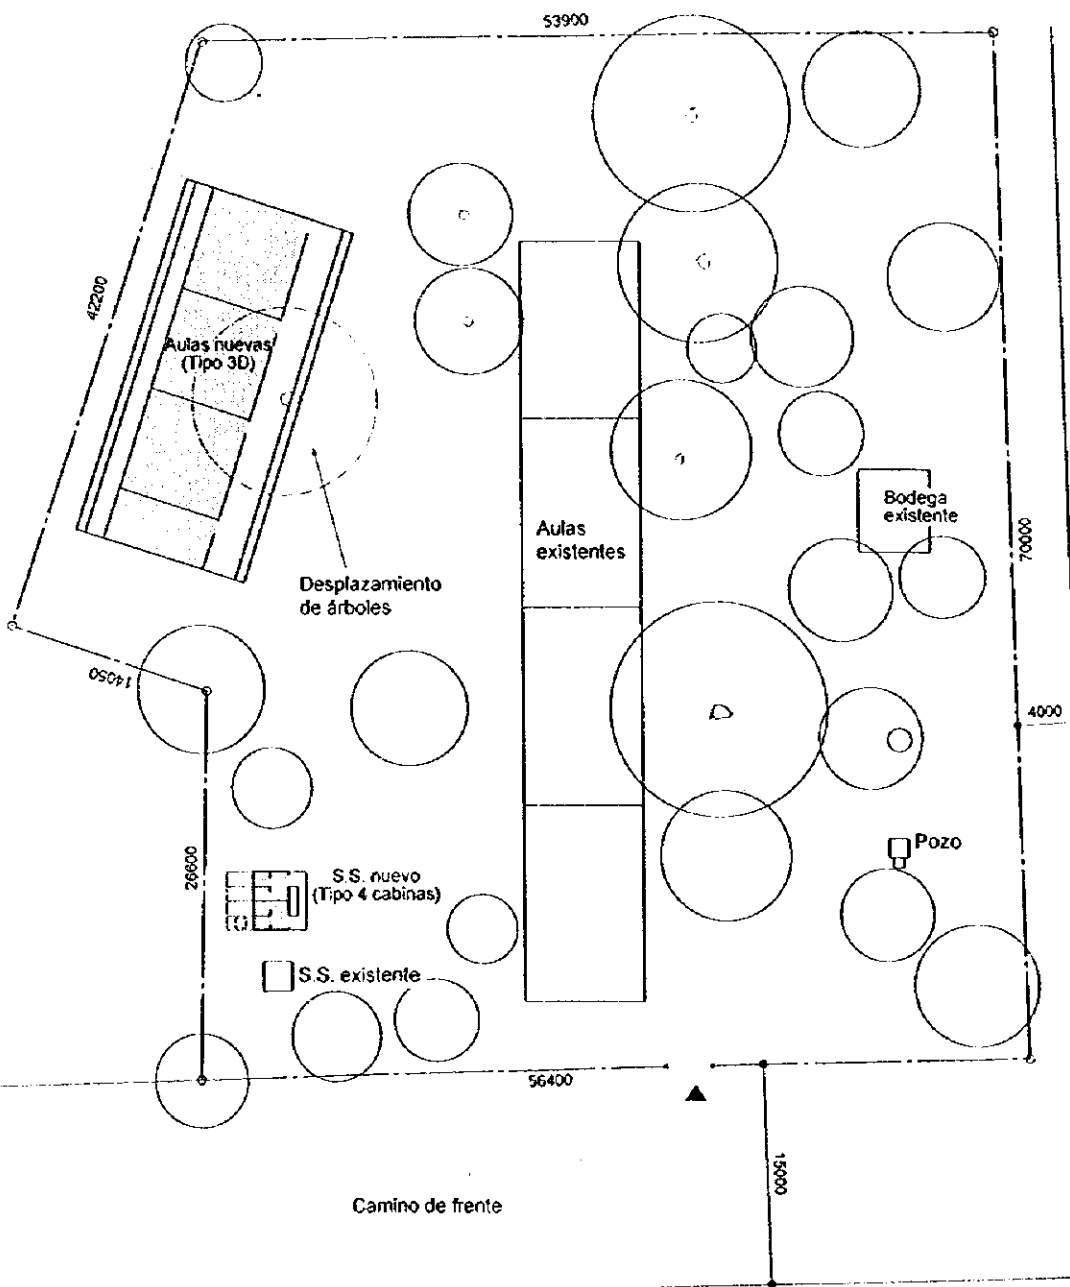 53900
42200
Aulas nuevas
(Tipo 3D)
Bodega
existente
Aulas
existentes
70000
Desplazamiento
de árboles
14050
4000
Pozo
26600
S.S. nuevo
(Tipo 4 cabinas)
S.S. existente
56400
15000
Camino de frente